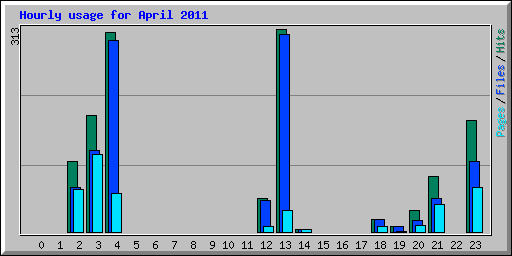 Hourly usage for April 2011
313
Pages/Files/Hits
0 1 2 3 4 5 6 7 8 9 10 11 12 13 14 15 16 17 18 19 20 21 22 23